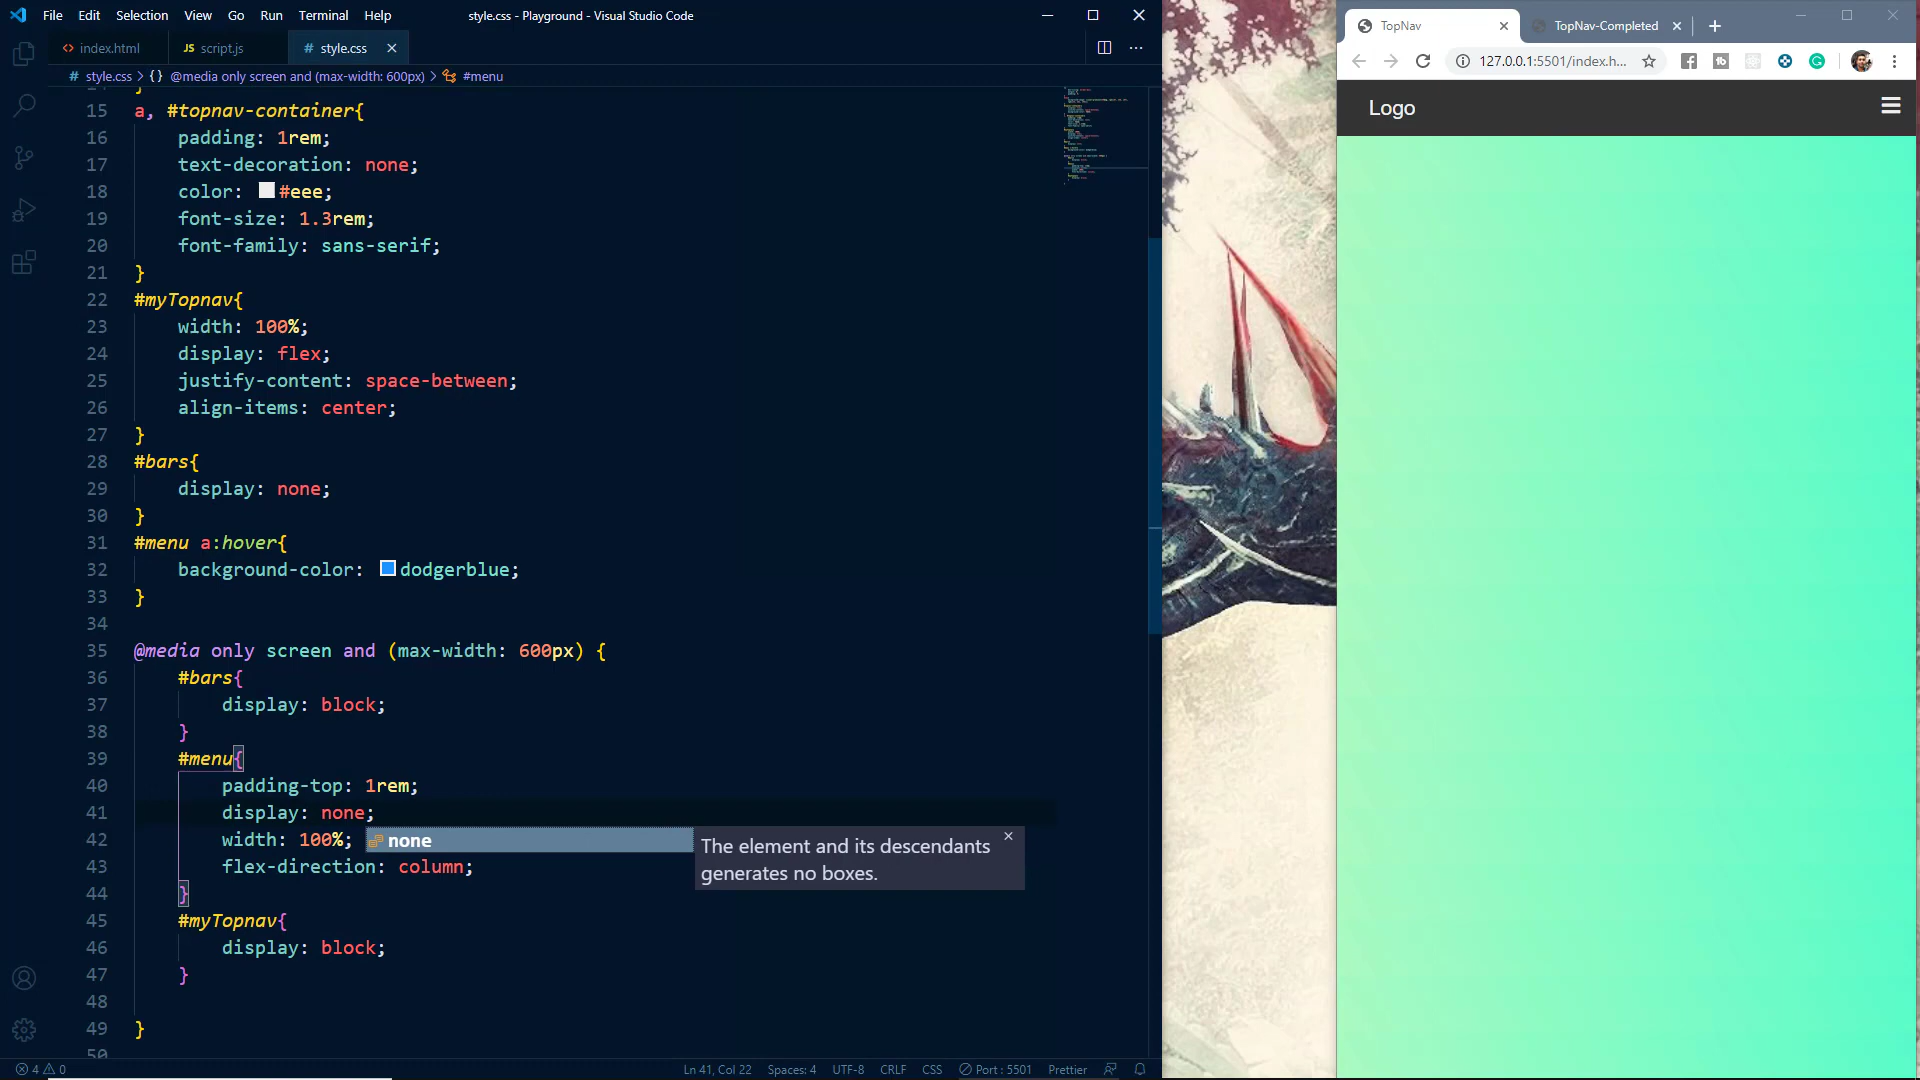 File Edit Selection View Go Run Terminal Help
style.css - Playground - Visual Studio Code
index.html
JS script.js
# style.css
# style.css > {} @media only screen and (max-width: 600px) > #menu
15 a, #topnav-container{
16 padding: 1rem;
17 text-decoration: none;
18 color: #eee;
19 font-size: 1.3rem;
20 font-family: sans-serif;
21 }
22 #myTopnav{
23 width: 100%;
24 display: flex;
25 justify-content: space-between;
26 align-items: center;
27 }
28 #bars{
29 display: none;
30 }
31 #menu a:hover{
32 background-color: dodgerblue;
33 }
34
35 @media only screen and (max-width: 600px) {
36 #bars{
37 display: block;
38 }
39 #menu{
40 padding-top: 1rem;
41 display: none;
42 width: 100%;
none
The element and its descendants
generates no boxes.
43 flex-direction: column;
44 }
45 #myTopnav{
46 display: block;
47 }
48
49 }
50
4 0
Ln 41, Col 22 Spaces: 4 UTF-8 CRLF CSS Port : 5501 Prettier
TopNav
TopNav-Completed
127.0.0.1:5501/index.h...
Logo